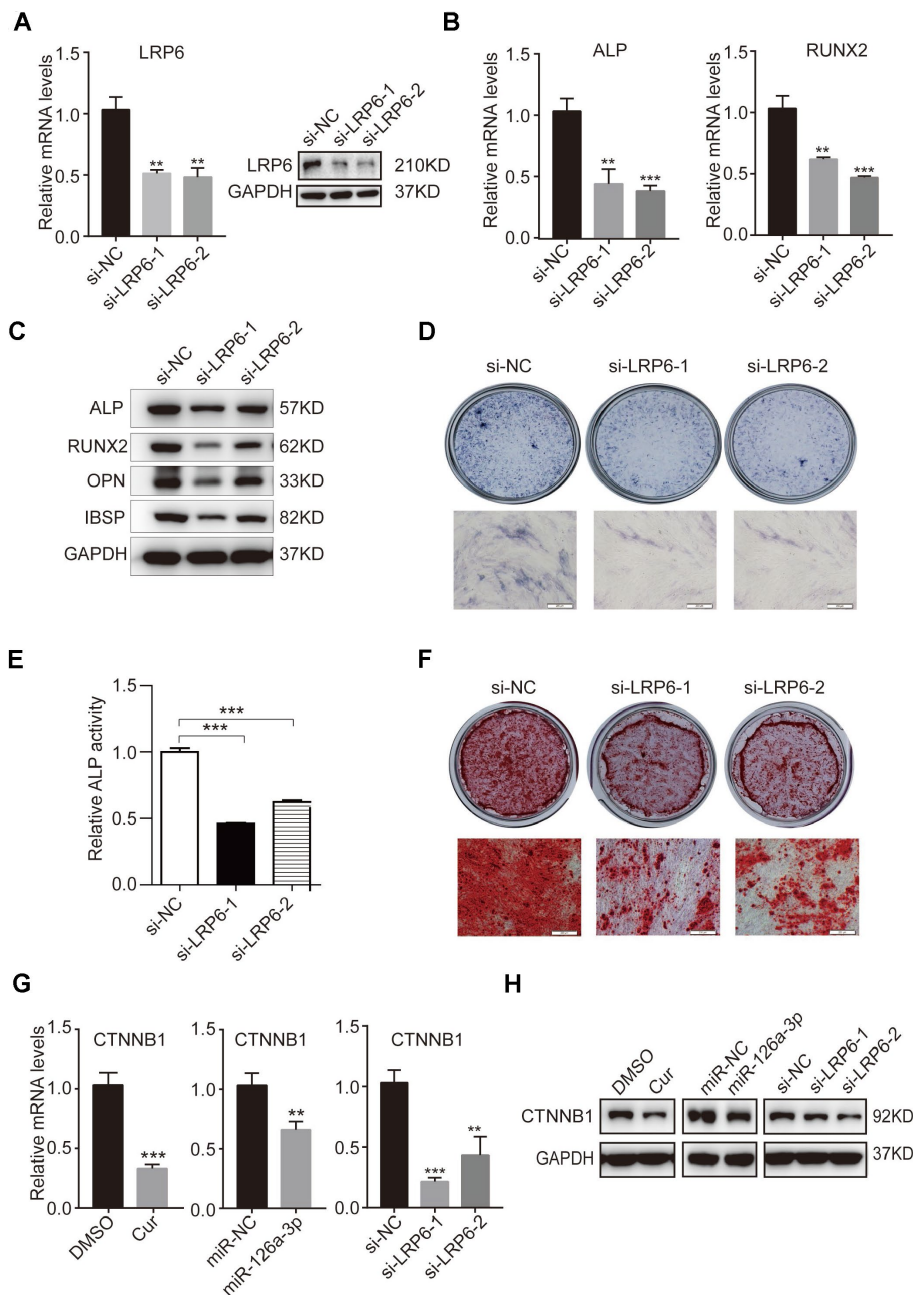 A
LRP6
Relative mRNA levels
1.5
1.0
0.5
0.0
**
**
si-NC
si-LRP6-1
si-LRP6-2
si-NC
si-LRP6-1
si-LRP6-2
LRP6
210KD
GAPDH
37KD
B
ALP
Relative mRNA levels
1.5
1.0
0.5
0.0
**
***
si-NC
si-LRP6-1
si-LRP6-2
RUNX2
Relative mRNA levels
1.5
1.0
0.5
0.0
**
***
si-NC
si-LRP6-1
si-LRP6-2
C
si-NC
si-LRP6-1
si-LRP6-2
ALP
57KD
RUNX2
62KD
OPN
33KD
IBSP
82KD
GAPDH
37KD
D
si-NC
si-LRP6-1
si-LRP6-2
E
Relative ALP activity
1.5
1.0
0.5
0.0
***
***
si-NC
si-LRP6-1
si-LRP6-2
F
si-NC
si-LRP6-1
si-LRP6-2
G
Relative mRNA levels
CTNNB1
1.5
1.0
0.5
0.0
***
DMSO
Cur
CTNNB1
1.5
1.0
0.5
0.0
**
miR-NC
miR-126a-3p
CTNNB1
1.5
1.0
0.5
0.0
***
**
si-NC
si-LRP6-1
si-LRP6-2
H
DMSO
Cur
miR-NC
miR-126a-3p
si-NC
si-LRP6-1
si-LRP6-2
CTNNB1
92KD
GAPDH
37KD